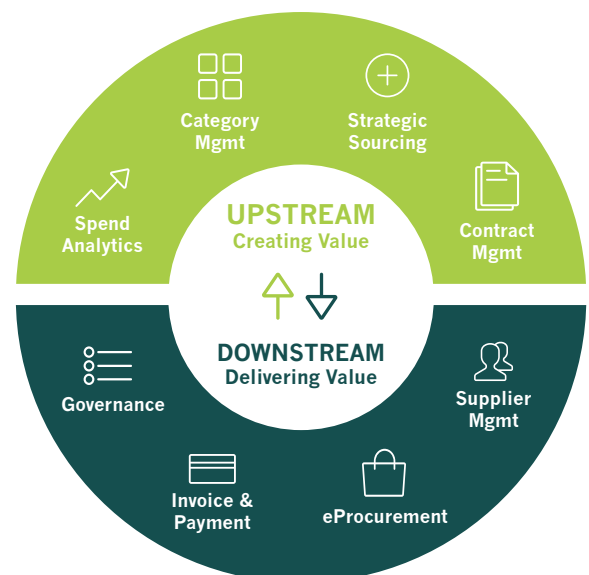 Category
Mgmt
Strategic
Sourcing
Spend
Analytics
Contract
Mgmt
UPSTREAM
Creating Value
DOWNSTREAM
Delivering Value
Governance
Supplier
Mgmt
Invoice &
Payment
eProcurement